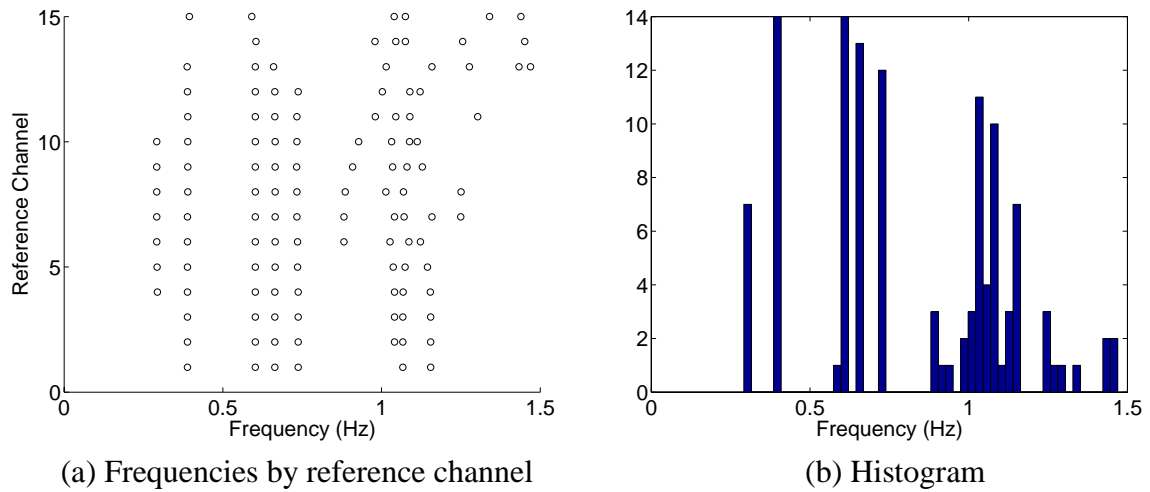 15
10
5
0
Reference Channel
0 0.5 1 1.5
Frequency (Hz)
(a) Frequencies by reference channel
14
12
10
8
6
4
2
0
0 0.5 1 1.5
Frequency (Hz)
(b) Histogram